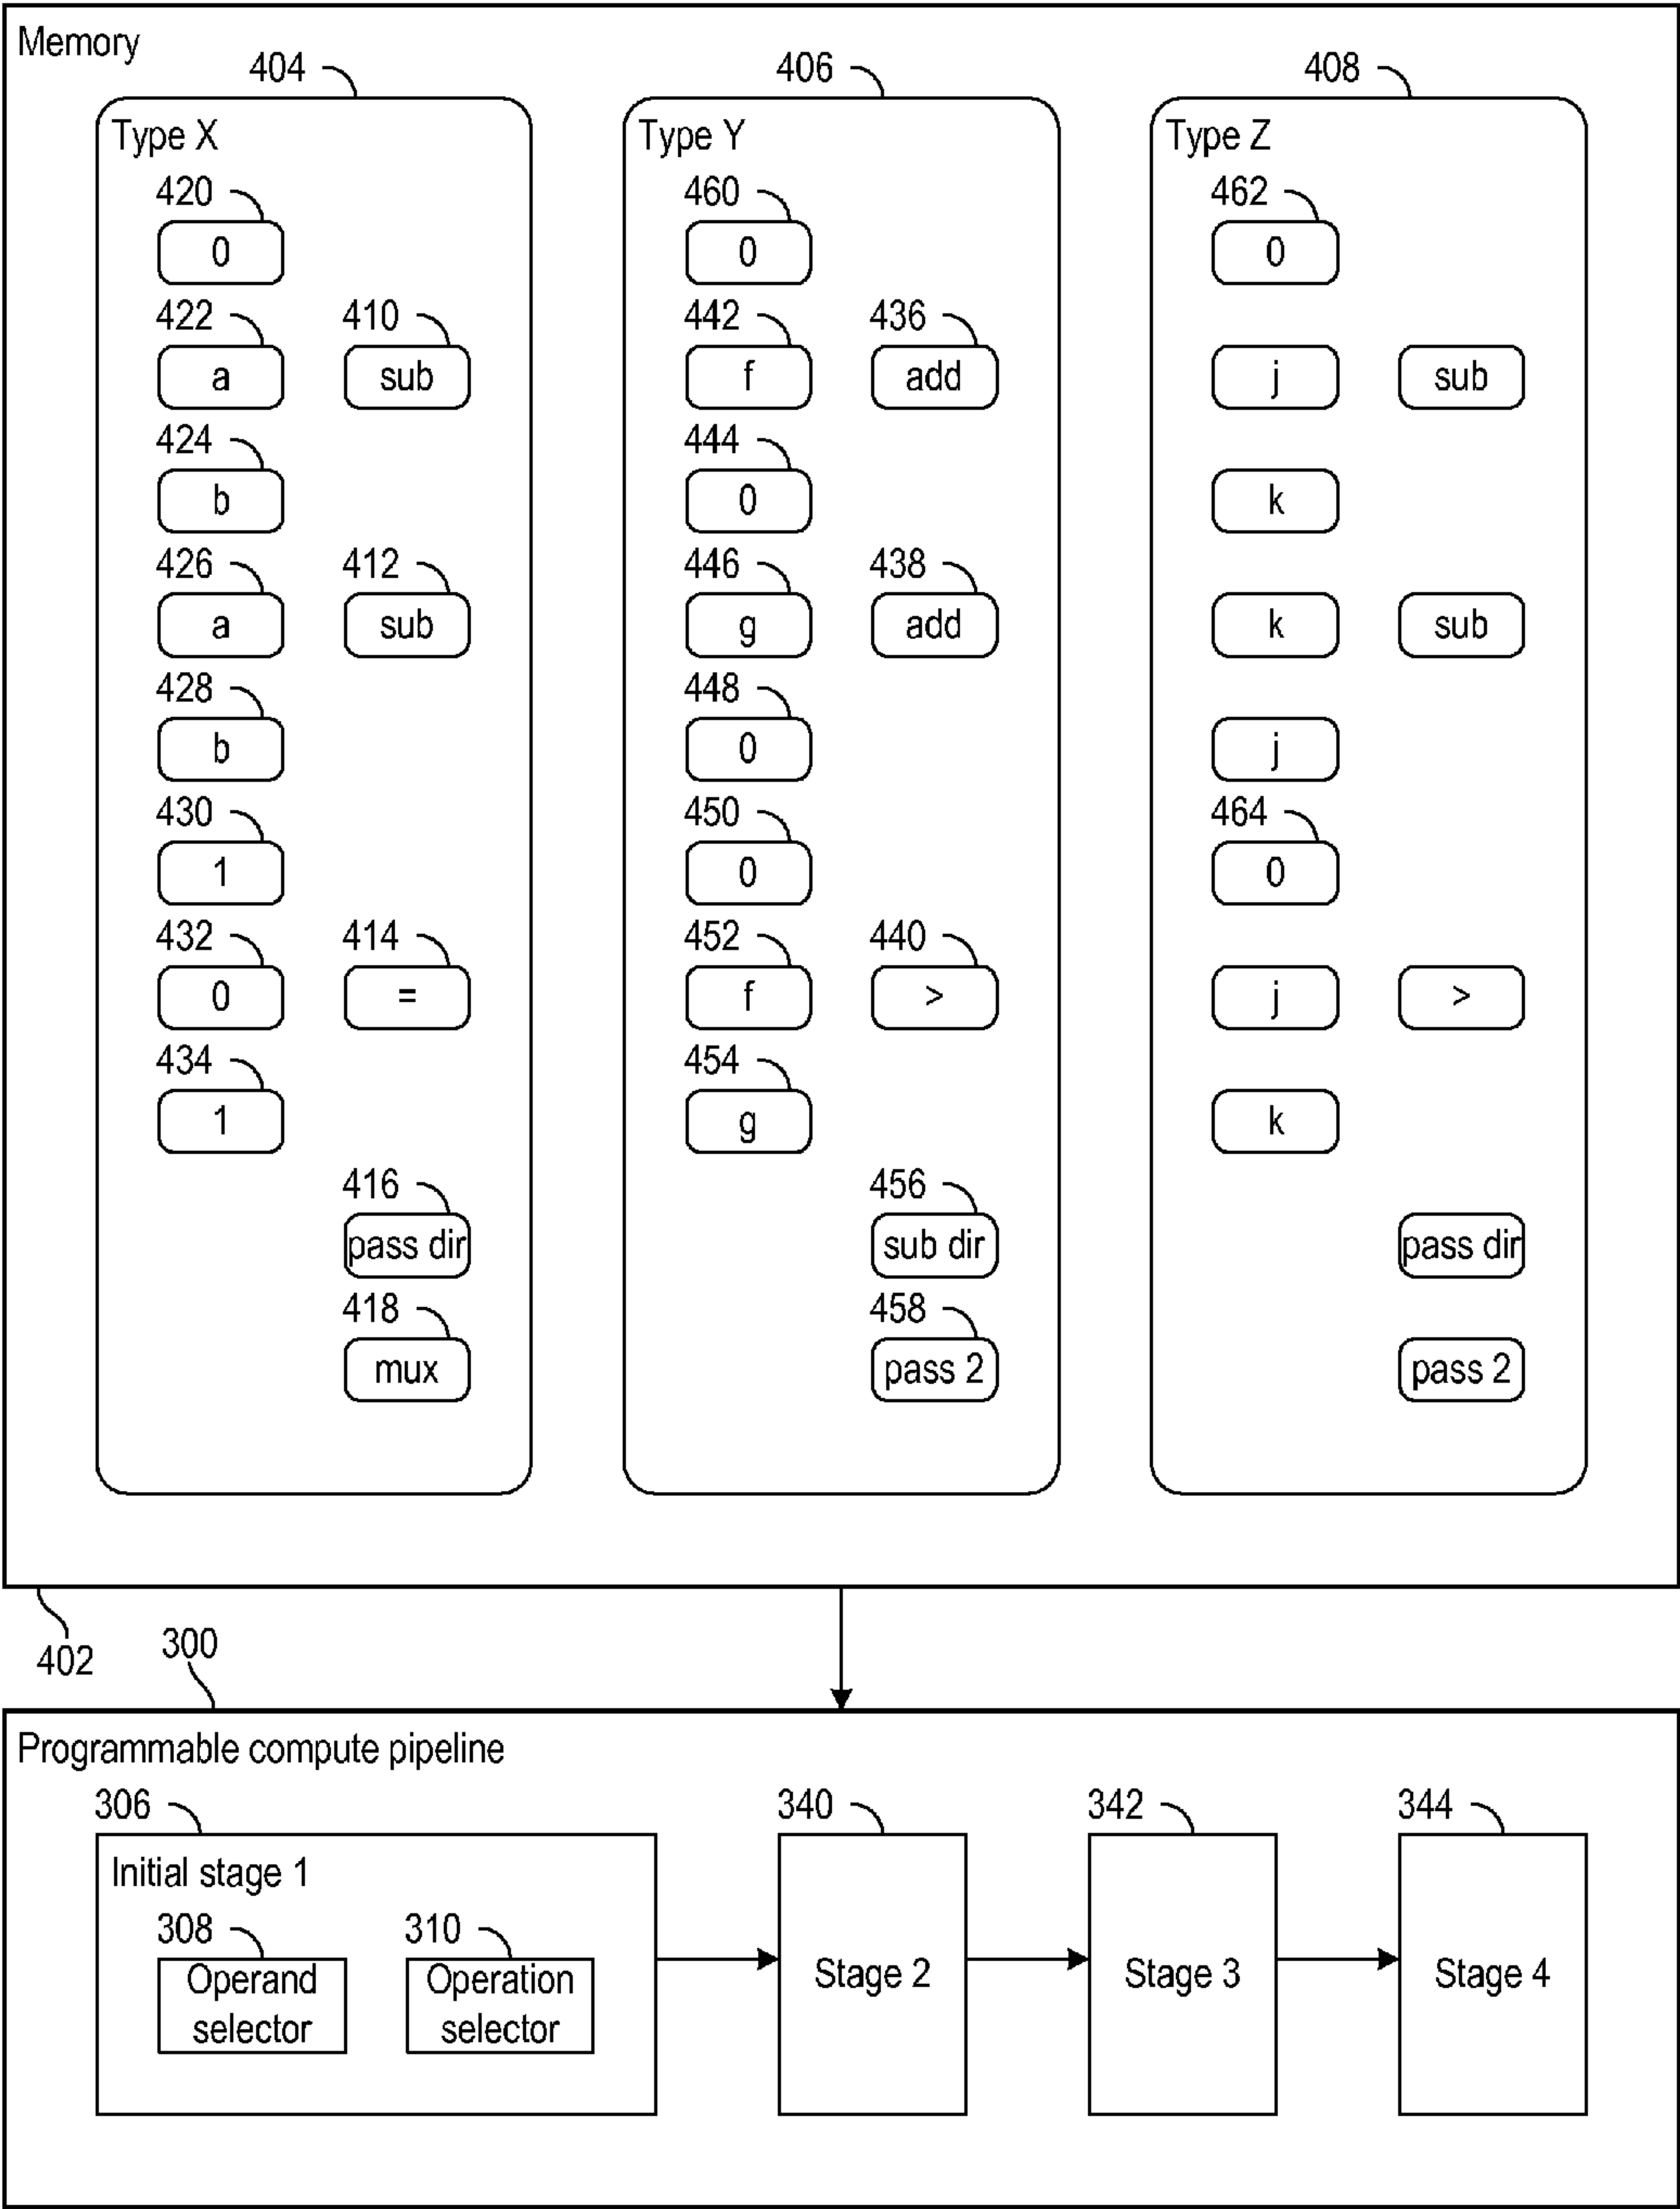 Memory
404 406 408
Type X Type Y Type Z
420 460 462
0 0 0
422 410 442 436
a sub f add j sub
424 444
b 0 k
426 412 446 438
a sub g add k sub
428 448
b 0 j
430 450 464
1 0 0
432 414 452 440
0 = f > j >
434 454
1 g k
416 456
pass dir sub dir pass dir
418 458
mux pass 2 pass 2
402 300
Programmable compute pipeline
306 340 342 344
Initial stage 1
308 310
Operand selector
Operation selector
Stage 2 Stage 3 Stage 4